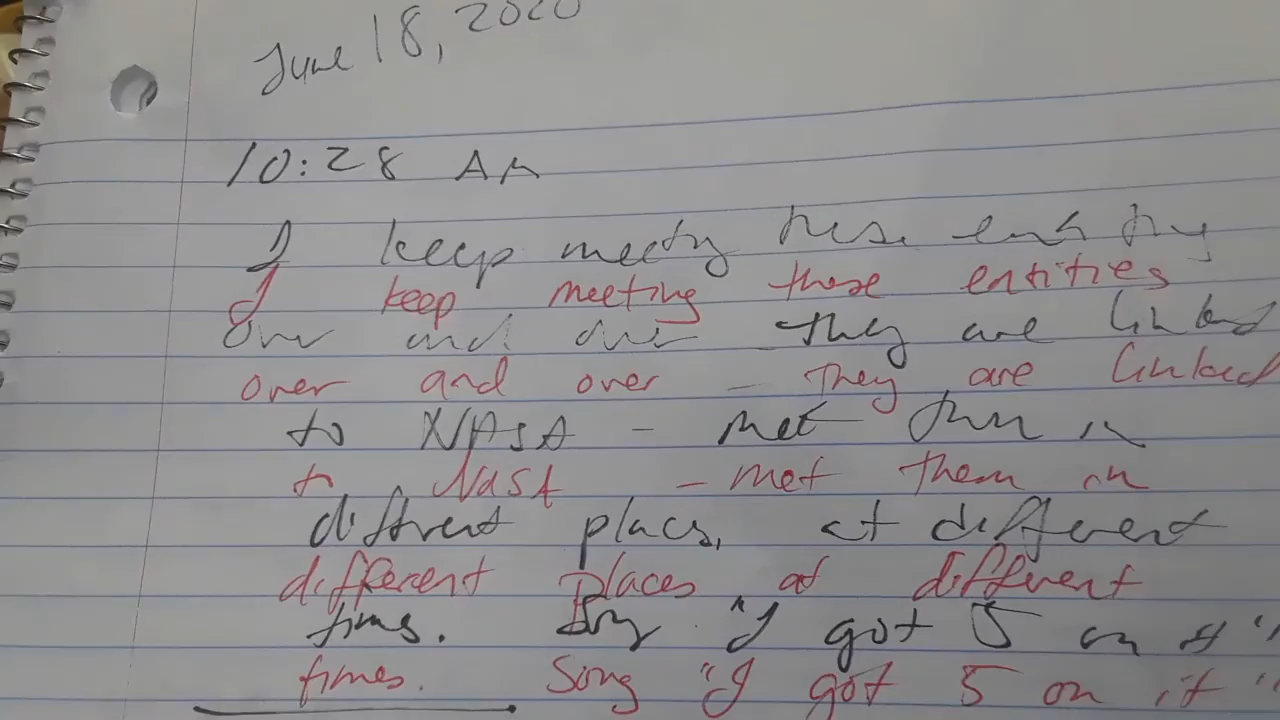 June 18, 2020
10:28 AM
I keep meeting these entities
I keep meeting these entities
over and over - They are linked
over and over - They are linked
to NASA - met them in
to NASA - met them in
different places, at different
different places at different
times. Song "I got 5 on it"
times. Song "I got 5 on it"